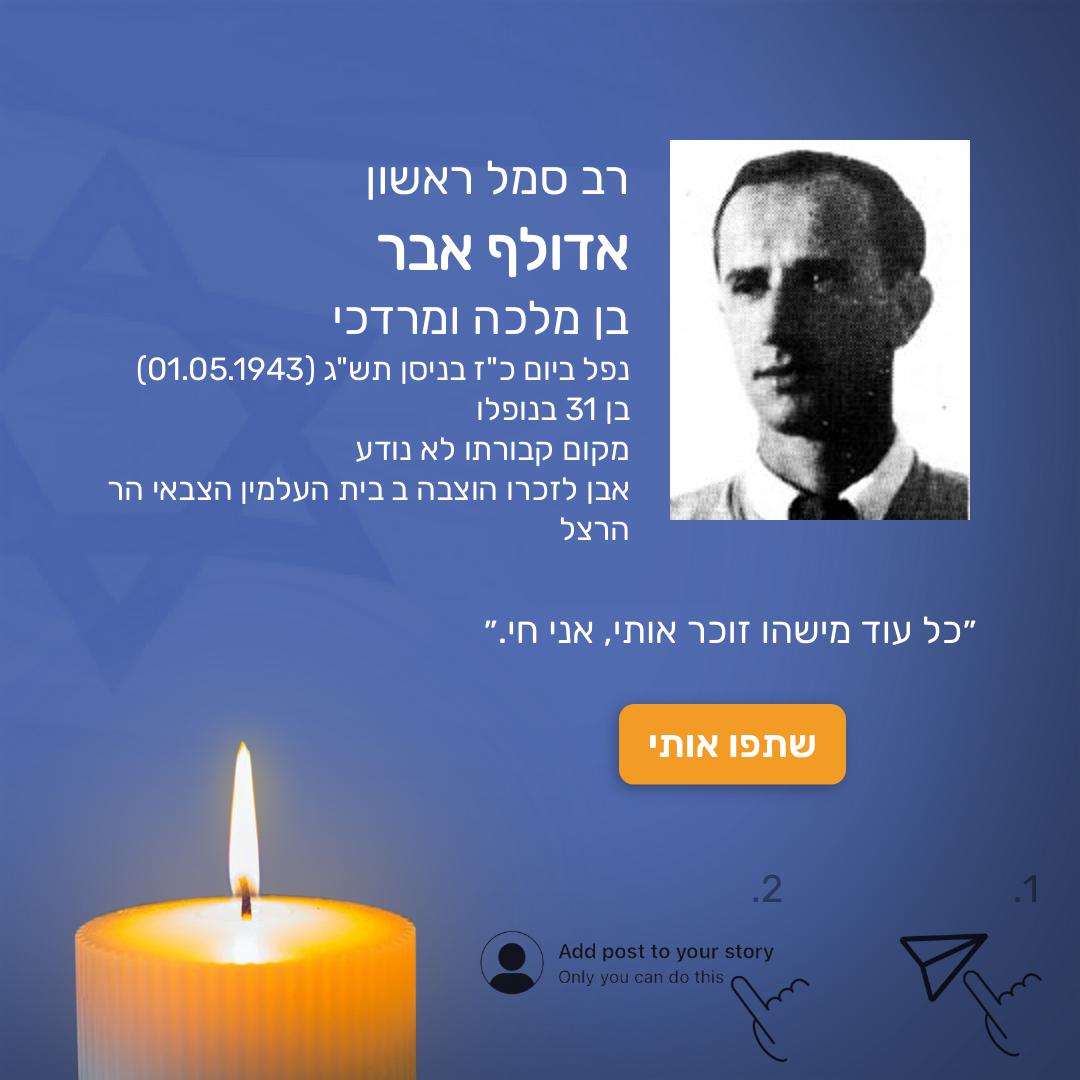 רב סמל ראשון
אדולף אבר
בן מלכה ומרדכי
נפל ביום כ"ז בניסן תש"ג (01.05.1943)
בן 31 בנופלו
מקום קבורתו לא נודע
אבן לזכרו הוצבה ב בית העלמין הצבאי הר
הרצל
״כל עוד מישהו זוכר אותי, אני חי.״
שתפו אותי
1.
2.
Add post to your story
Only you can do this